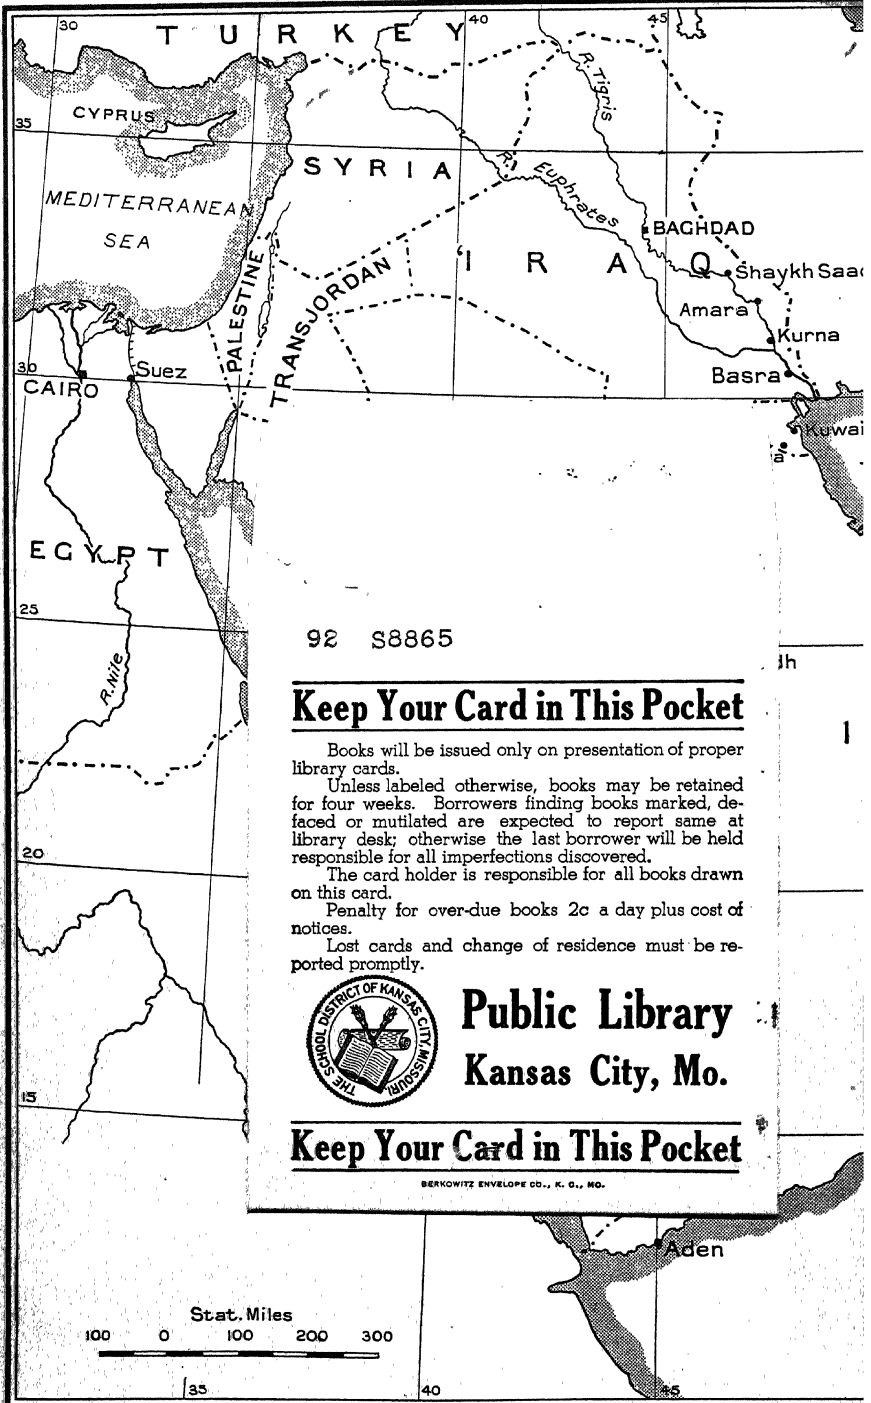 30
40
45
TURKEY
R. Tigris
CYPRUS
35
SYRIA
R. Euphrates
MEDITERRANEAN
SEA
BAGHDAD
IRAQ
Shaykh Saad
PALESTINE
TRANSJORDAN
Amara
Kurna
30
Suez
CAIRO
Basra
Kuwai
a
EGYPT
25
92 S8865
dh
R. Nile
Keep Your Card in This Pocket
Books will be issued only on presentation of proper
library cards.
Unless labeled otherwise, books may be retained
for four weeks. Borrowers finding books marked, de-
faced or mutilated are expected to report same at
library desk; otherwise the last borrower will be held
responsible for all imperfections discovered.
The card holder is responsible for all books drawn
on this card.
Penalty for over-due books 2c a day plus cost of
notices.
Lost cards and change of residence must be re-
ported promptly.
20
THE SCHOOL DISTRICT OF KANSAS CITY, MISSOURI
Public Library
Kansas City, Mo.
15
Keep Your Card in This Pocket
BERKOWITZ ENVELOPE CO., K. C., MO.
Aden
Stat. Miles
100 0 100 200 300
35
40
45